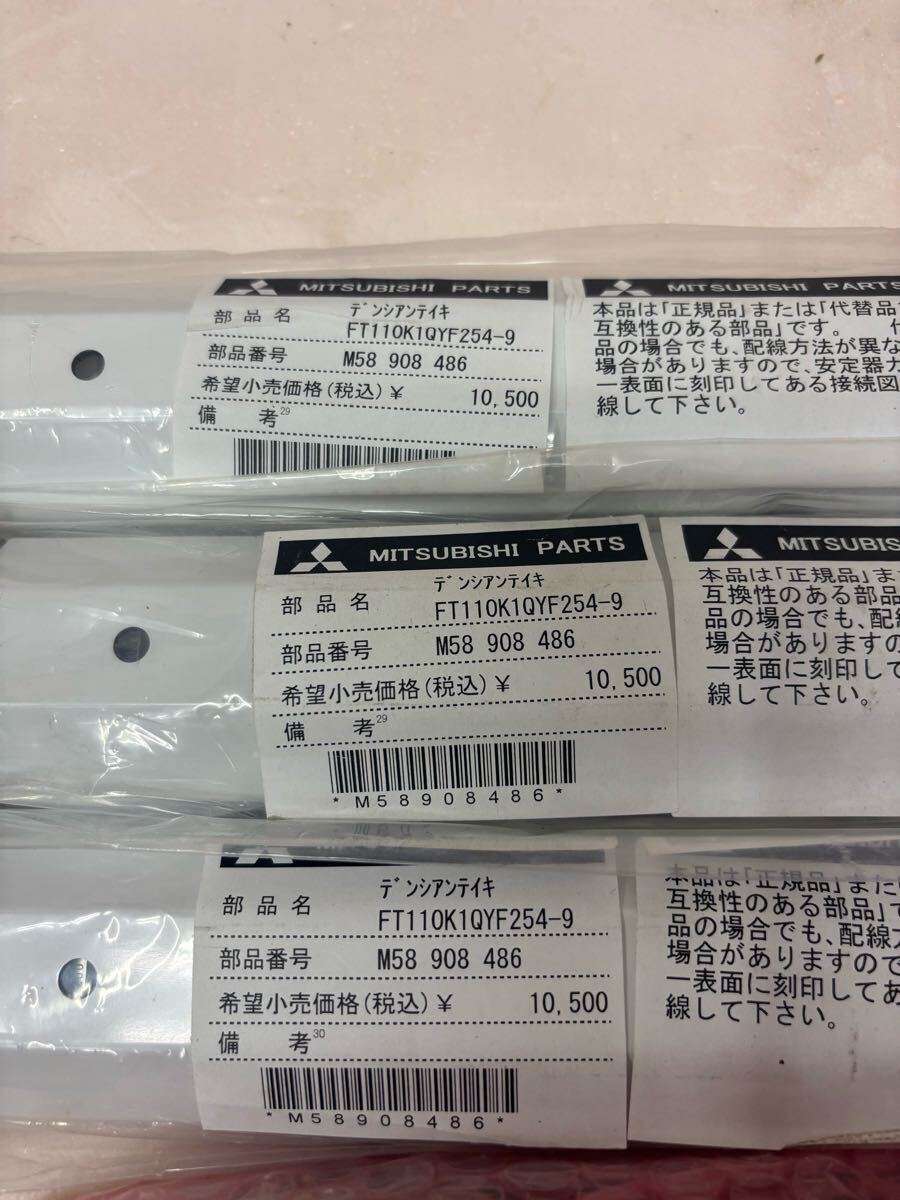 MITSUBISHI PARTS
部品名 デンシアンテイキ
FT110K1QYF254-9
部品番号 M58 908 486
希望小売価格(税込)¥ 10,500
備考 29
本品は「正規品」または「代替品
互換性のある部品」です。
品の場合でも、配線方法が異な
場合がありますので、安定器カ
ー表面に刻印してある接続図
線して下さい。
MITSUBISHI PARTS
部品名 デンシアンテイキ
FT110K1QYF254-9
部品番号 M58 908 486
希望小売価格(税込)¥ 10,500
備考 29
*M58908486*
MITSUBIS
本品は「正規品」ま
互換性のある部品
品の場合でも、配
場合がありますの
ー表面に刻印して
線して下さい。
部品名 デンシアンテイキ
FT110K1QYF254-9
部品番号 M58 908 486
希望小売価格(税込)¥ 10,500
備考 30
*M58908486*
本品は「正規品」また
互換性のある部品」で
品の場合でも、配線方
場合がありますので
ー表面に刻印してあ
線して下さい。